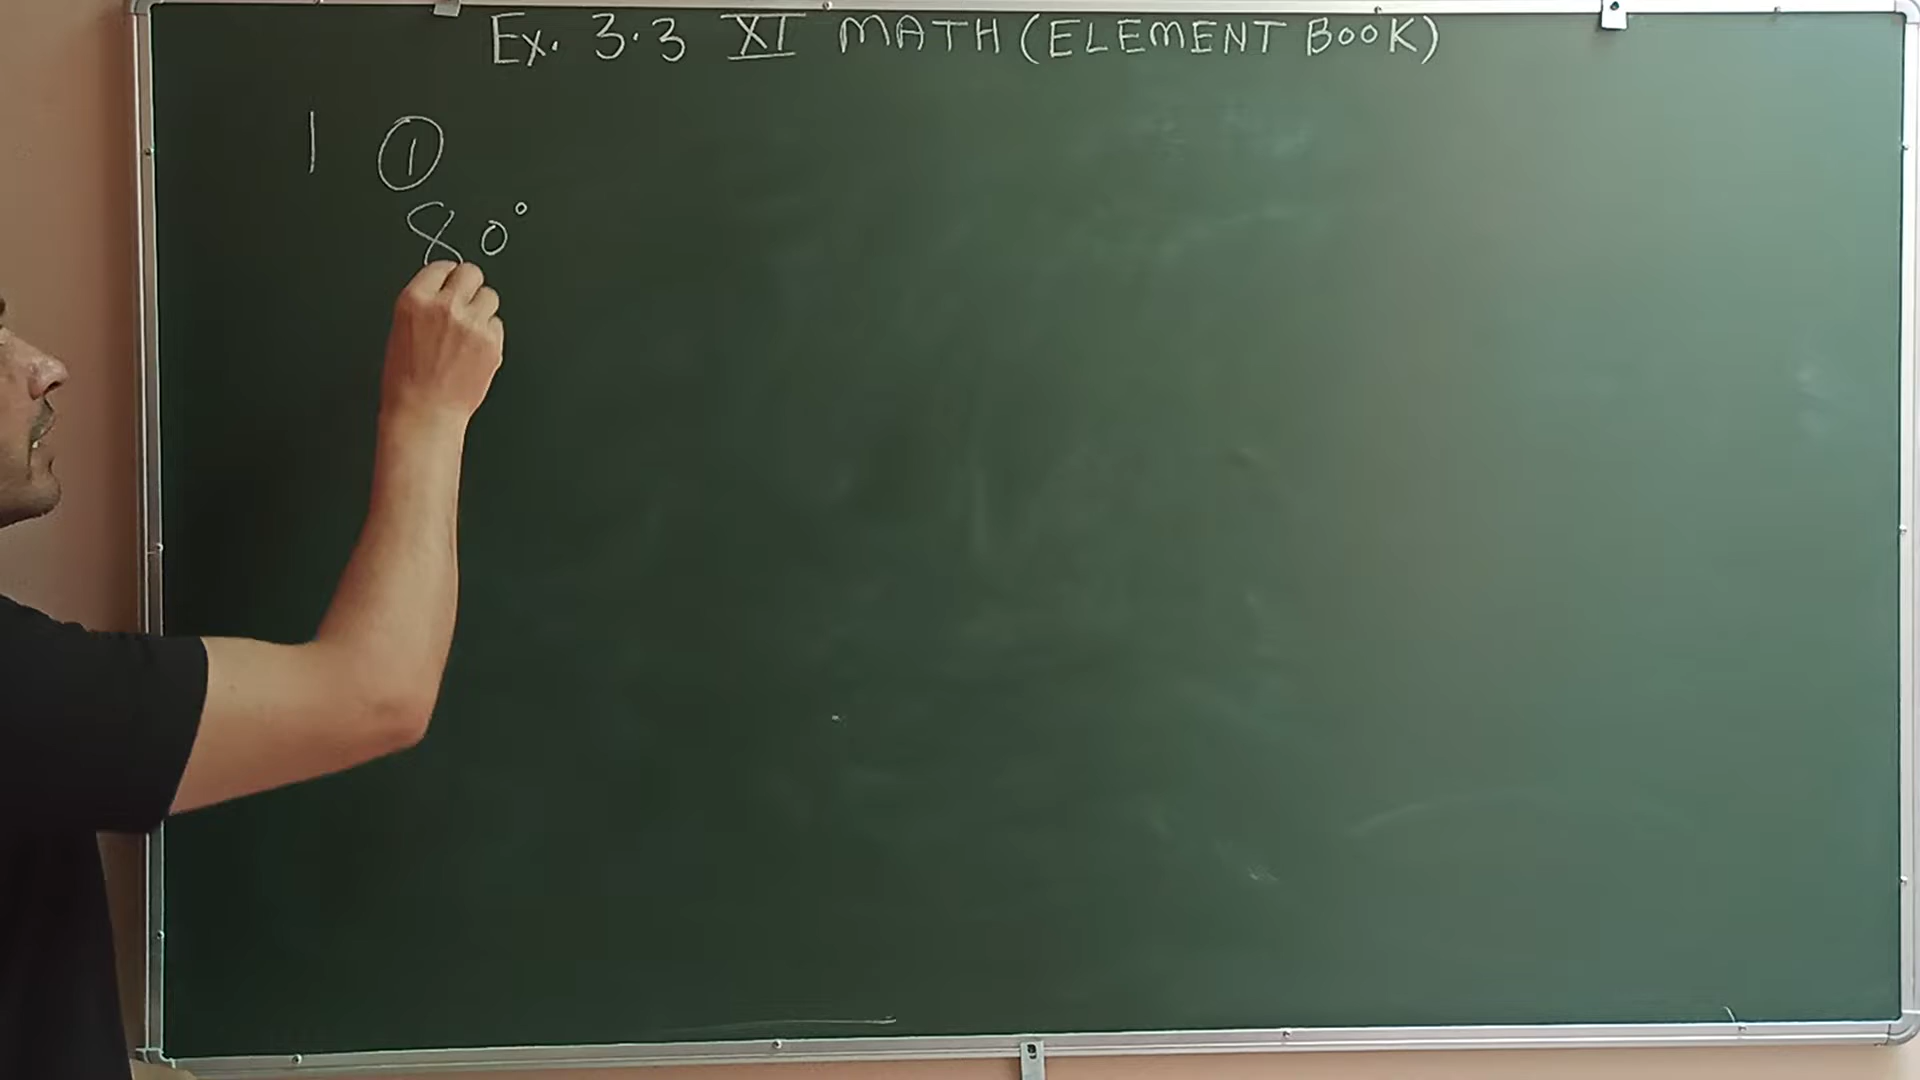 Ex. 3.3 XI MATH (ELEMENT BOOK)
1 ①
80°